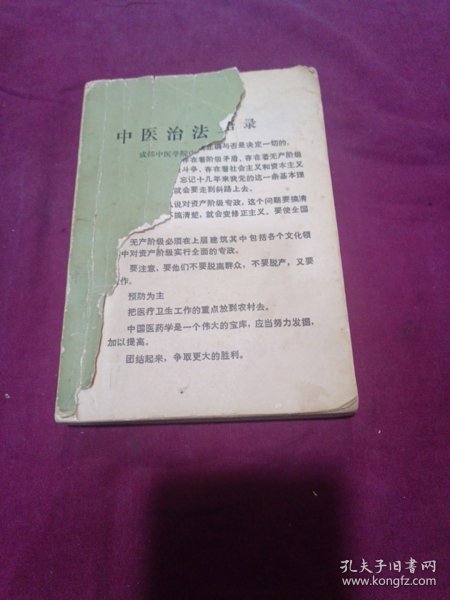 中医治法 录
成都中医学院
正确与否是决定一切的。
存在着阶级矛盾，存在着无产阶级
斗争，存在着社会主义和资本主义
忘记十几年来我党的这一条基本理
就会要走到斜路上去。
说对资产阶级专政，这个问题要搞清
搞清楚，就会变修正主义。要使全国
无产阶级必须在上层建筑其中包括各个文化领
中对资产阶级实行全面的专政。
要注意，要他们不要脱离群众，不要脱产，又要
作。
预防为主
把医疗卫生工作的重点放到农村去。
中国医药学是一个伟大的宝库，应当努力发掘，
加以提高。
团结起来，争取更大的胜利。
孔夫子旧书网
www.kongfz.com